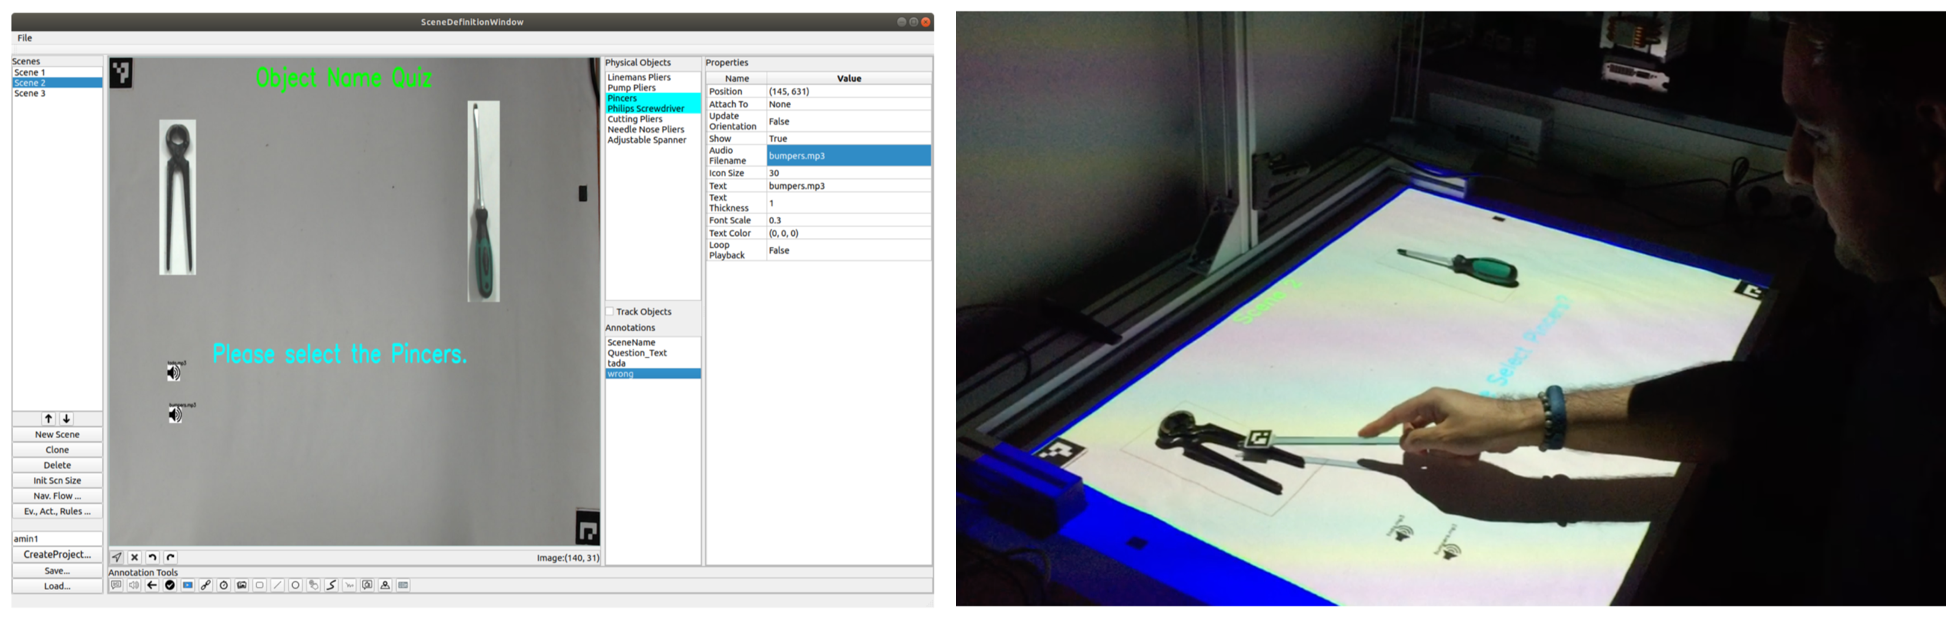 SceneDefinitionWindow
File
Scenes
Scene 1
Scene 2
Scene 3
New Scene
Clone
Delete
Init Scn Size
Nav. Flow ...
Ev., Act., Rules ...
amin1
CreateProject...
Save...
Load...
Object Name Quiz
Please select the Pincers.
bumpers.mp3
Image:(140, 31)
Annotation Tools
Physical Objects
Linemans Pliers
Pump Pliers
Pincers
Philips Screwdriver
Cutting Pliers
Needle Nose Pliers
Adjustable Spanner
Track Objects
Annotations
SceneName
Question_Text
tada
wrong
Properties
Name Value
Position (145, 631)
Attach To None
Update
Orientation False
Show True
Audio
Filename bumpers.mp3
Icon Size 30
Text bumpers.mp3
Text
Thickness 1
Font Scale 0.3
Text Color (0, 0, 0)
Loop
Playback False
Scene 2
Select Pincers?